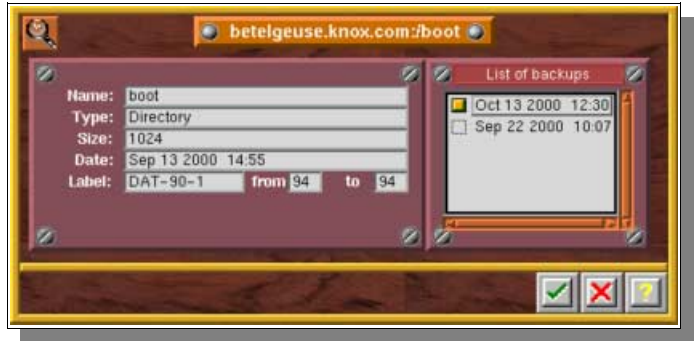 betelgeuse.knox.com:/boot
Name: boot
Type: Directory
Size: 1024
Date: Sep 13 2000 14:55
Label: DAT-90-1 from 94 to 94
List of backups
Oct 13 2000 12:30
Sep 22 2000 10:07
?